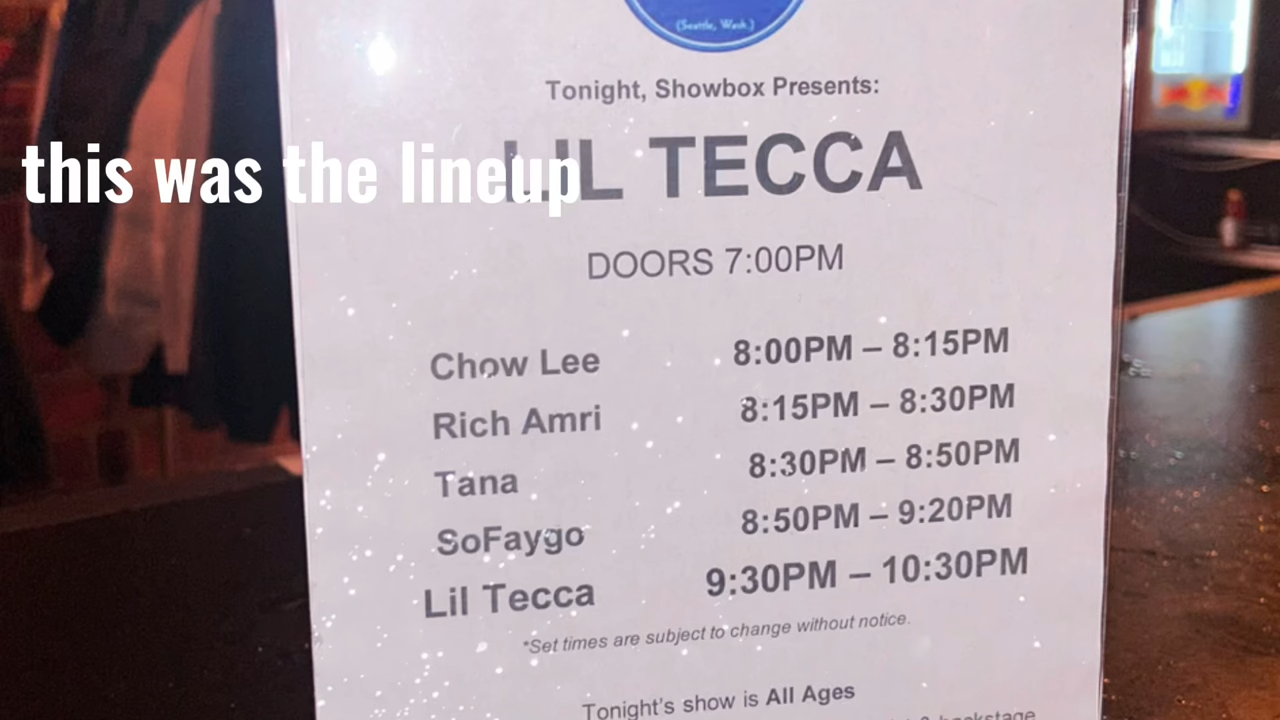 (Seattle, Wash.)
Tonight, Showbox Presents:
LIL TECCA
this was the lineup
DOORS 7:00PM
Chow Lee 8:00PM – 8:15PM
Rich Amri 8:15PM – 8:30PM
Tana 8:30PM – 8:50PM
SoFaygo 8:50PM – 9:20PM
Lil Tecca 9:30PM – 10:30PM
*Set times are subject to change without notice.
Tonight's show is All Ages
backstage